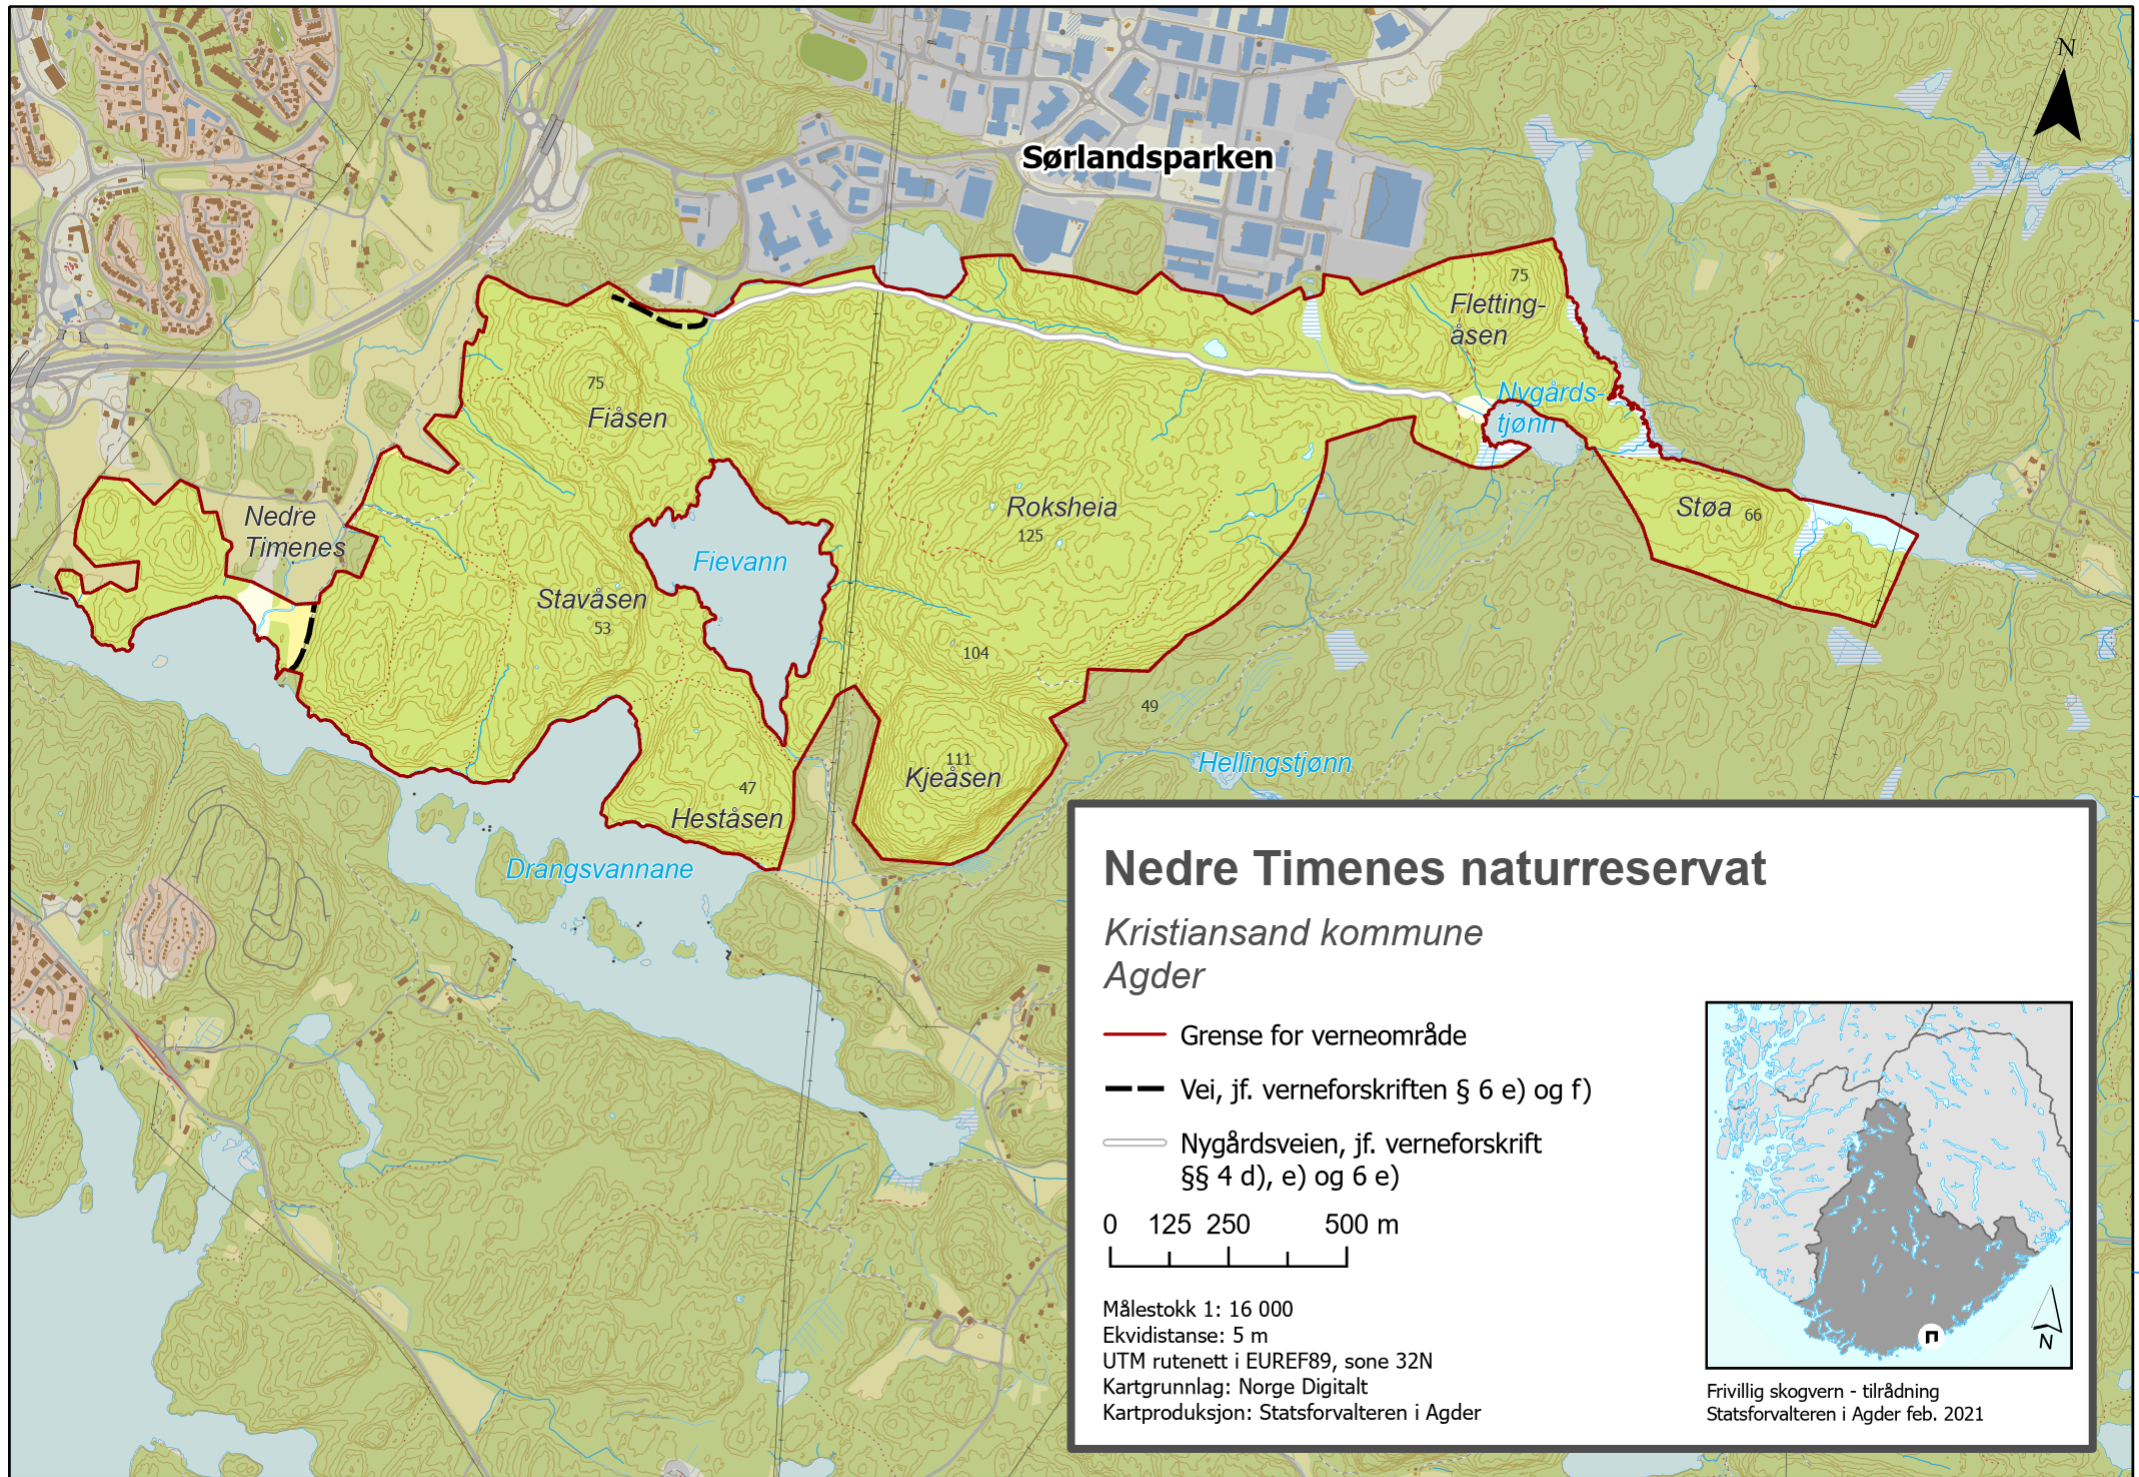 N
Sørlandsparken
75
Fletting-
åsen
75
Fiåsen
Nygårds-
tjønn
Nedre
Timenes
Roksheia
125
Støa 66
Fievann
Stavåsen
53
104
49
111
Kjeåsen
Hellingstjønn
47
Heståsen
Drangsvannane
Nedre Timenes naturreservat
Kristiansand kommune
Agder
Grense for verneområde
Vei, jf. verneforskriften § 6 e) og f)
Nygårdsveien, jf. verneforskrift
§§ 4 d), e) og 6 e)
0 125 250 500 m
Målestokk 1: 16 000
Ekvidistanse: 5 m
UTM rutenett i EUREF89, sone 32N
Kartgrunnlag: Norge Digitalt
Kartproduksjon: Statsforvalteren i Agder
N
Frivillig skogvern - tilrådning
Statsforvalteren i Agder feb. 2021